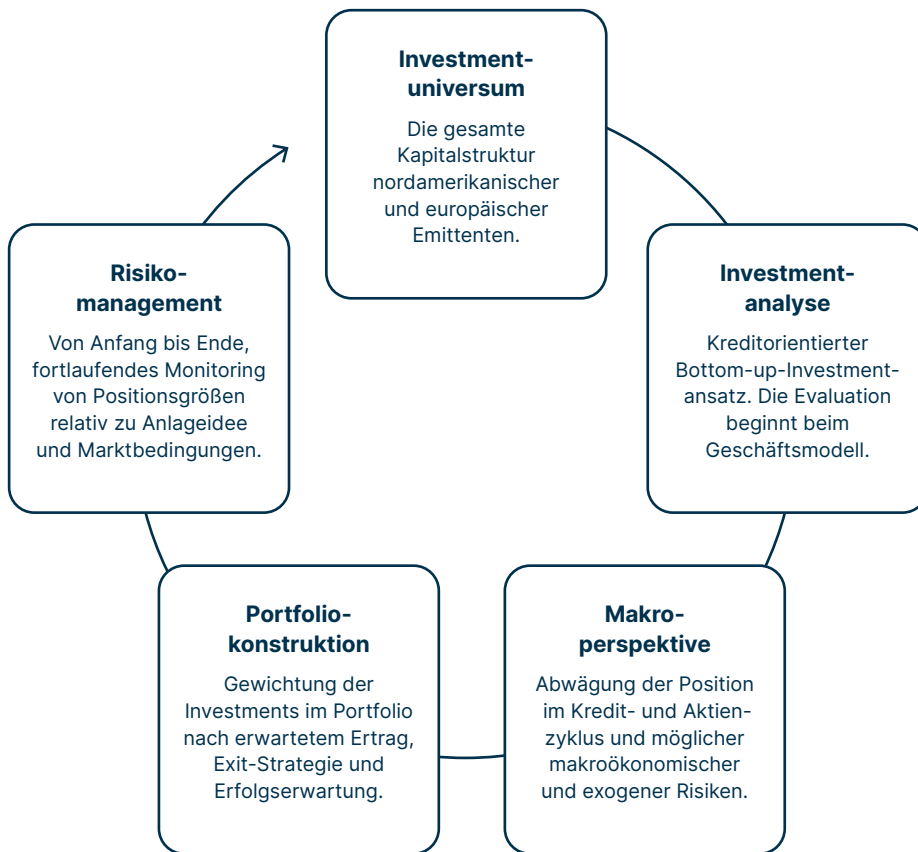 Investment-
universum
Die gesamte
Kapitalstruktur
nordamerikanischer
und europäischer
Emittenten.
Investment-
analyse
Kreditorientierter
Bottom-up-Investment-
ansatz. Die Evaluation
beginnt beim
Geschäftsmodell.
Makro-
perspektive
Abwägung der Position
im Kredit- und Aktien-
zyklus und möglicher
makroökonomischer
und exogener Risiken.
Portfolio-
konstruktion
Gewichtung der
Investments im Portfolio
nach erwartetem Ertrag,
Exit-Strategie und
Erfolgserwartung.
Risiko-
management
Von Anfang bis Ende,
fortlaufendes Monitoring
von Positionsgrößen
relativ zu Anlageidee
und Marktbedingungen.